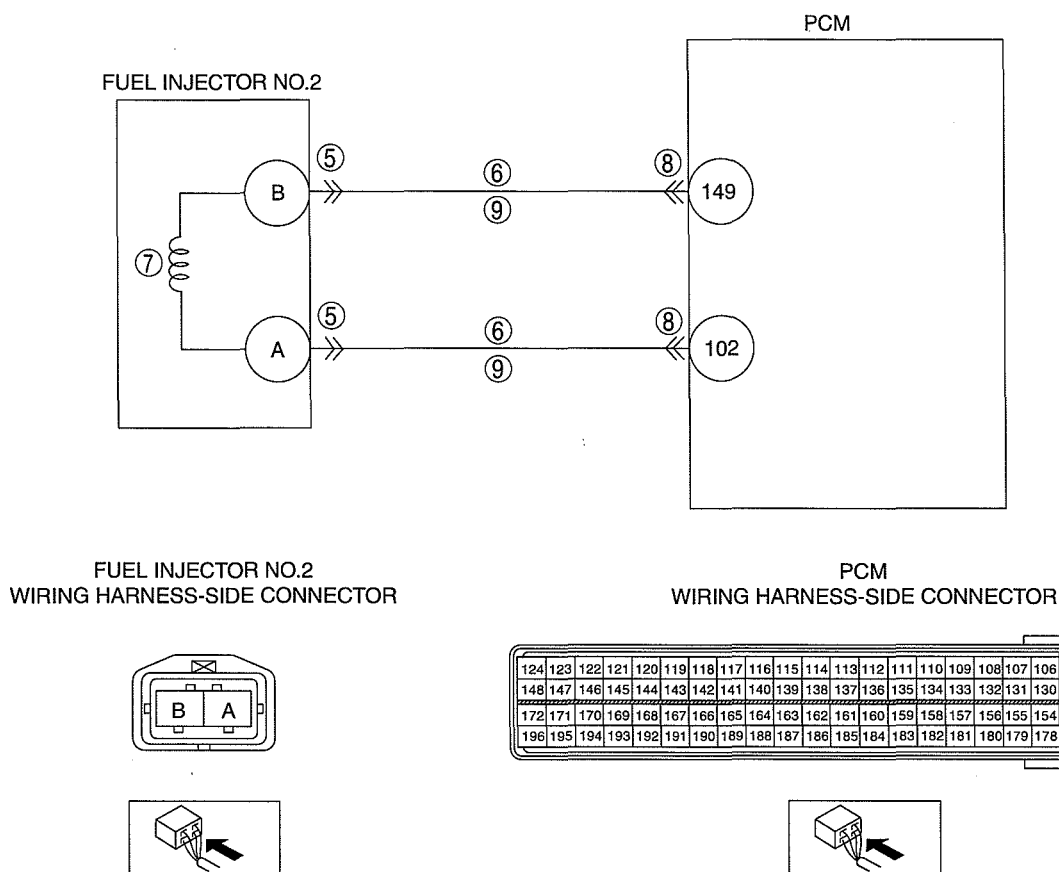 PCM
FUEL INJECTOR NO.2
B
5
6
9
8
149
7
A
5
6
9
8
102
FUEL INJECTOR NO.2
WIRING HARNESS-SIDE CONNECTOR
PCM
WIRING HARNESS-SIDE CONNECTOR
B A
124 123 122 121 120 119 118 117 116 115 114 113 112 111 110 109 108 107 106
148 147 146 145 144 143 142 141 140 139 138 137 136 135 134 133 132 131 130
172 171 170 169 168 167 166 165 164 163 162 161 160 159 158 157 156 155 154
196 195 194 193 192 191 190 189 188 187 186 185 184 183 182 181 180 179 178